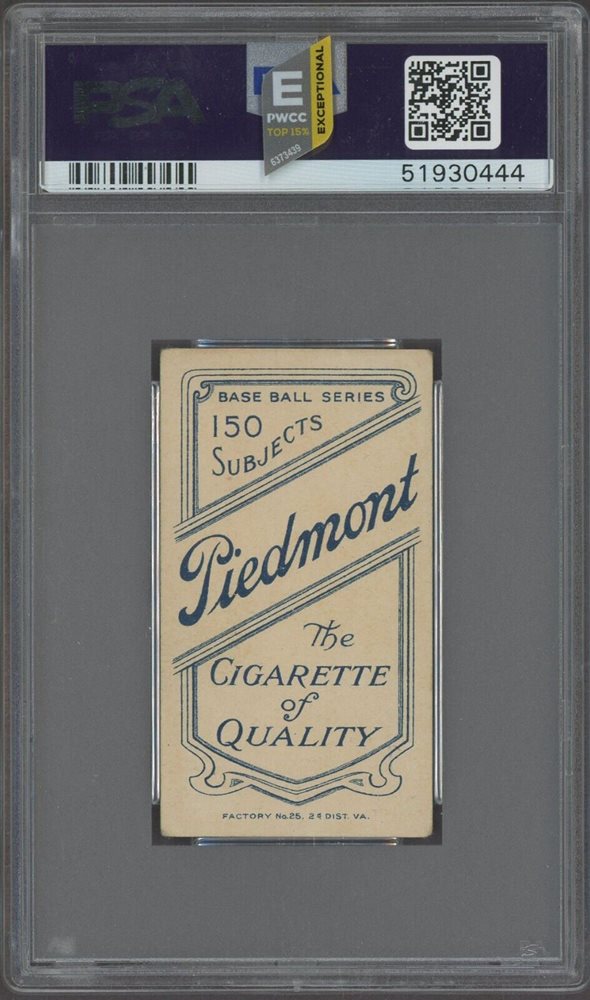 PSA
E
PWCC
TOP 15%
EXCEPTIONAL
6373439
51930444
BASE BALL SERIES
150
SUBJECTS
Piedmont
The
CIGARETTE
of
QUALITY
FACTORY No. 25, 2d DIST. VA.